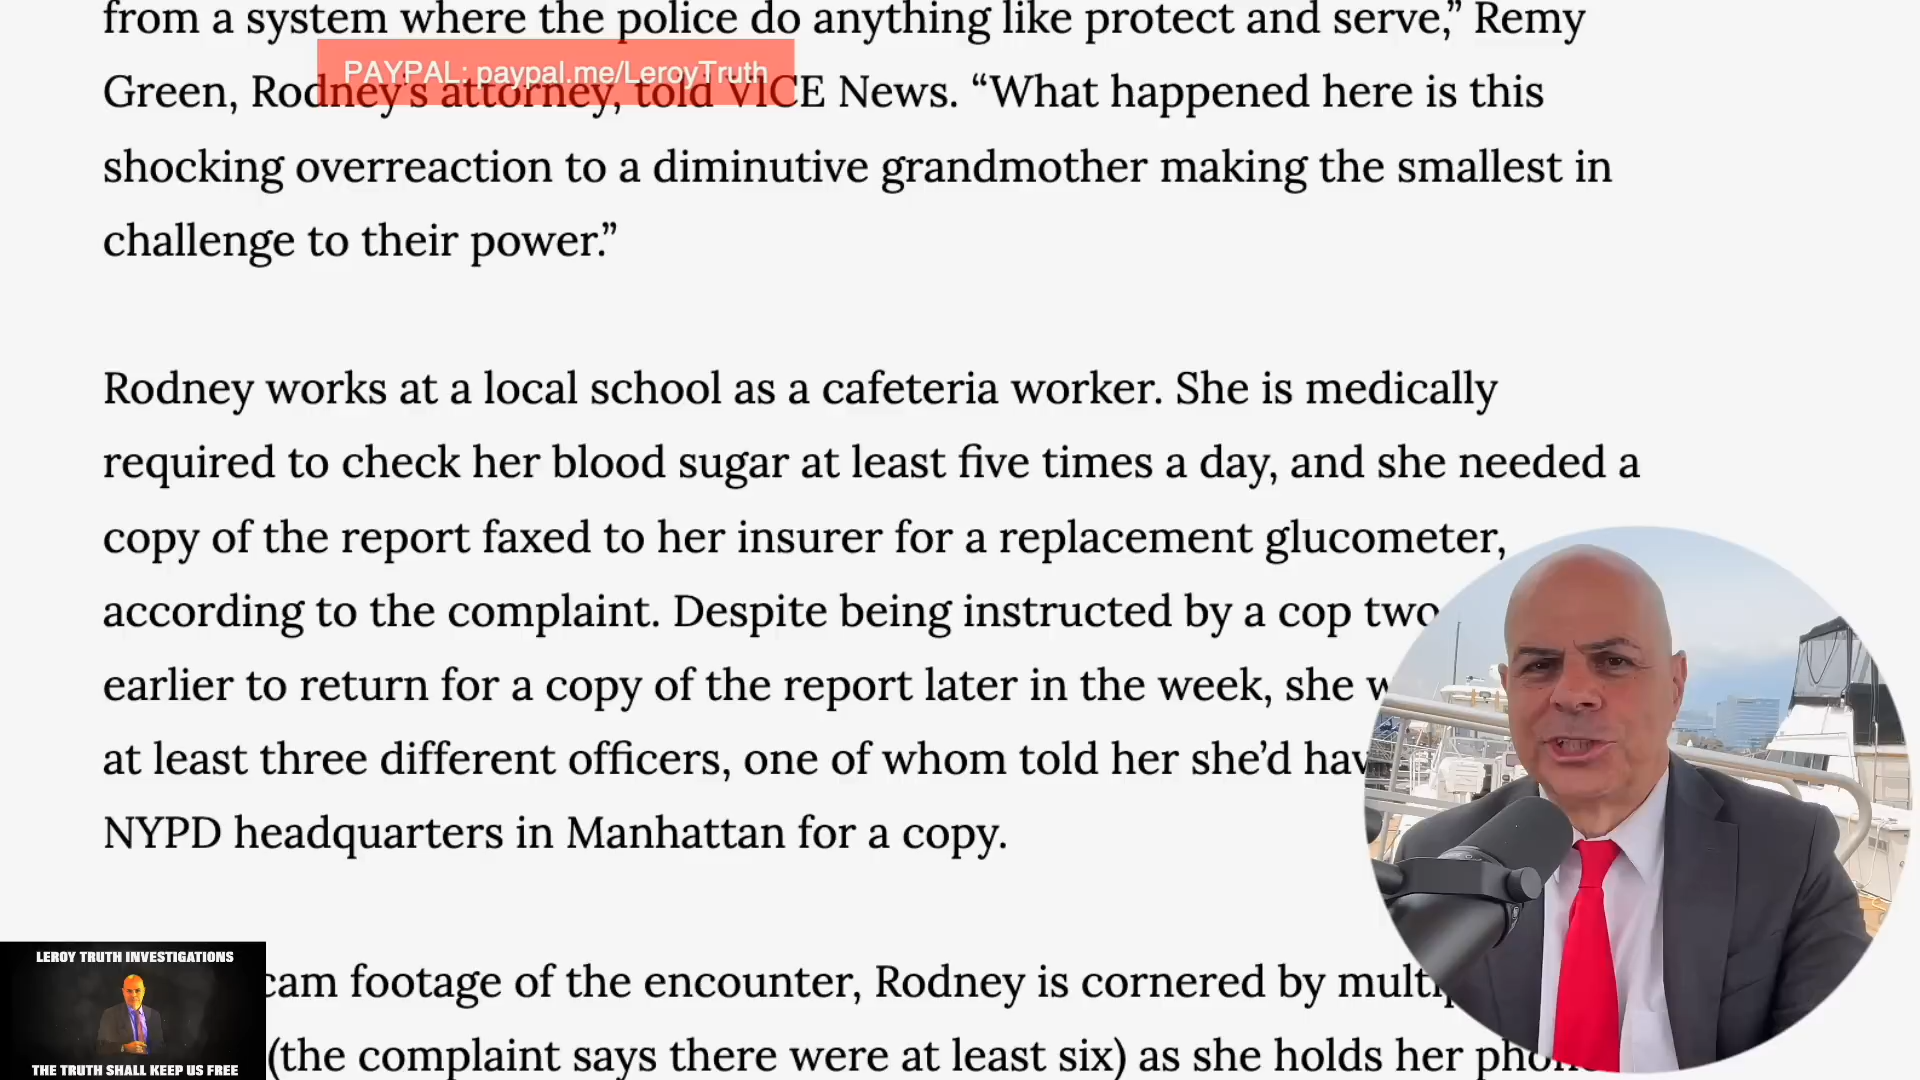 from a system where the police do anything like protect and serve,” Remy
PAYPAL: paypal.me/LeroyTruth
Green, Rodney’s attorney, told VICE News. “What happened here is this
shocking overreaction to a diminutive grandmother making the smallest in
challenge to their power.”
Rodney works at a local school as a cafeteria worker. She is medically
required to check her blood sugar at least five times a day, and she needed a
copy of the report faxed to her insurer for a replacement glucometer,
according to the complaint. Despite being instructed by a cop two
earlier to return for a copy of the report later in the week, she
at least three different officers, one of whom told her she’d
NYPD headquarters in Manhattan for a copy.
cam footage of the encounter, Rodney is cornered by
(the complaint says there were at least six) as she holds her
LEROY TRUTH INVESTIGATIONS
THE TRUTH SHALL KEEP US FREE